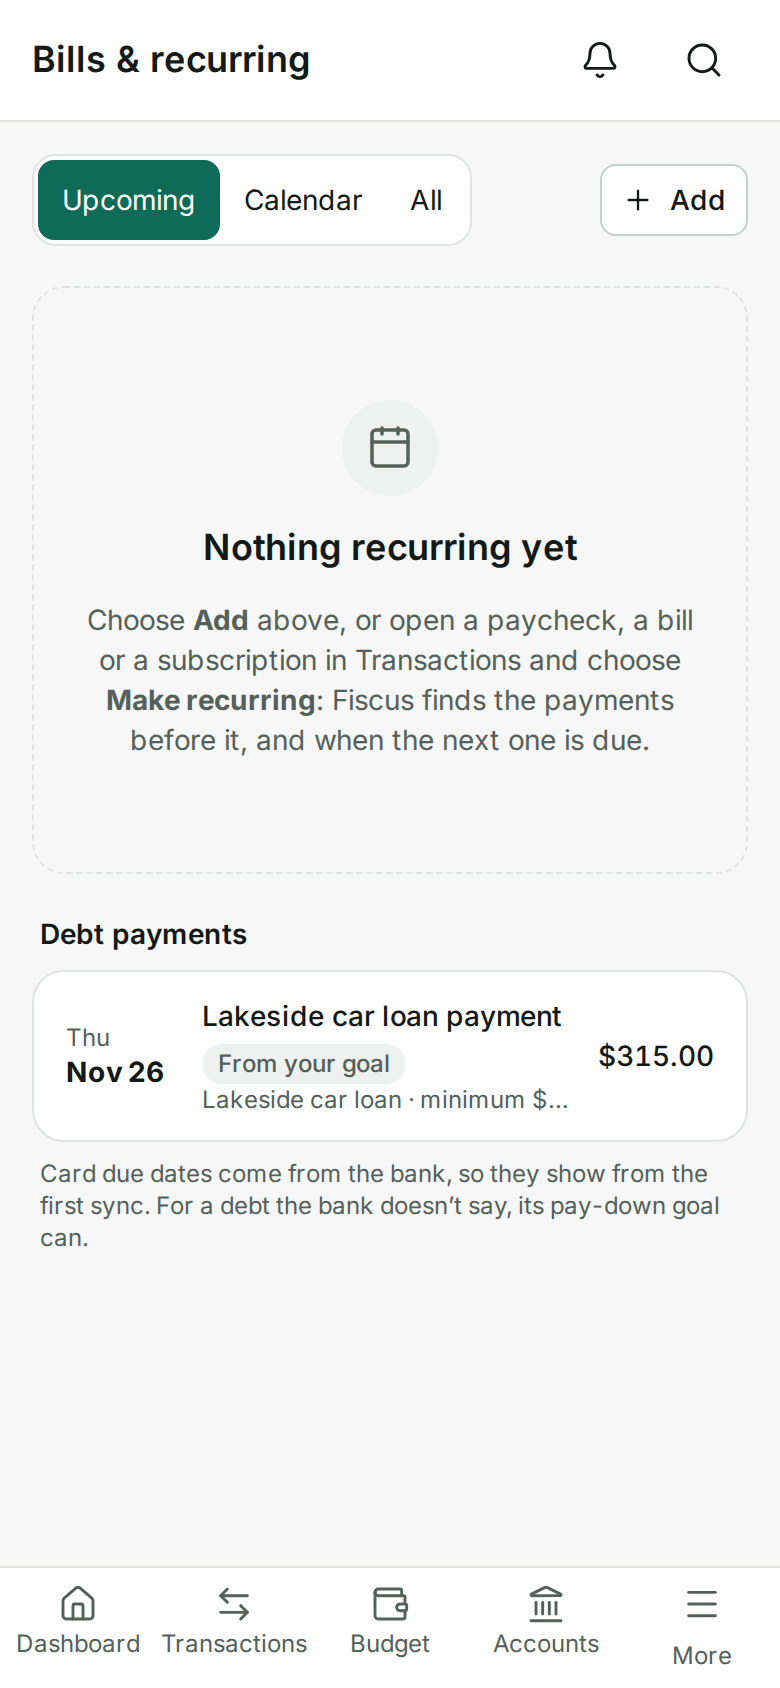 Bills & recurring
Upcoming Calendar All Add
Nothing recurring yet
Choose Add above, or open a paycheck, a bill
or a subscription in Transactions and choose
Make recurring: Fiscus finds the payments
before it, and when the next one is due.
Debt payments
Thu
Nov 26
Lakeside car loan payment
From your goal
Lakeside car loan · minimum $…
$315.00
Card due dates come from the bank, so they show from the
first sync. For a debt the bank doesn’t say, its pay-down goal
can.
Dashboard Transactions Budget Accounts More